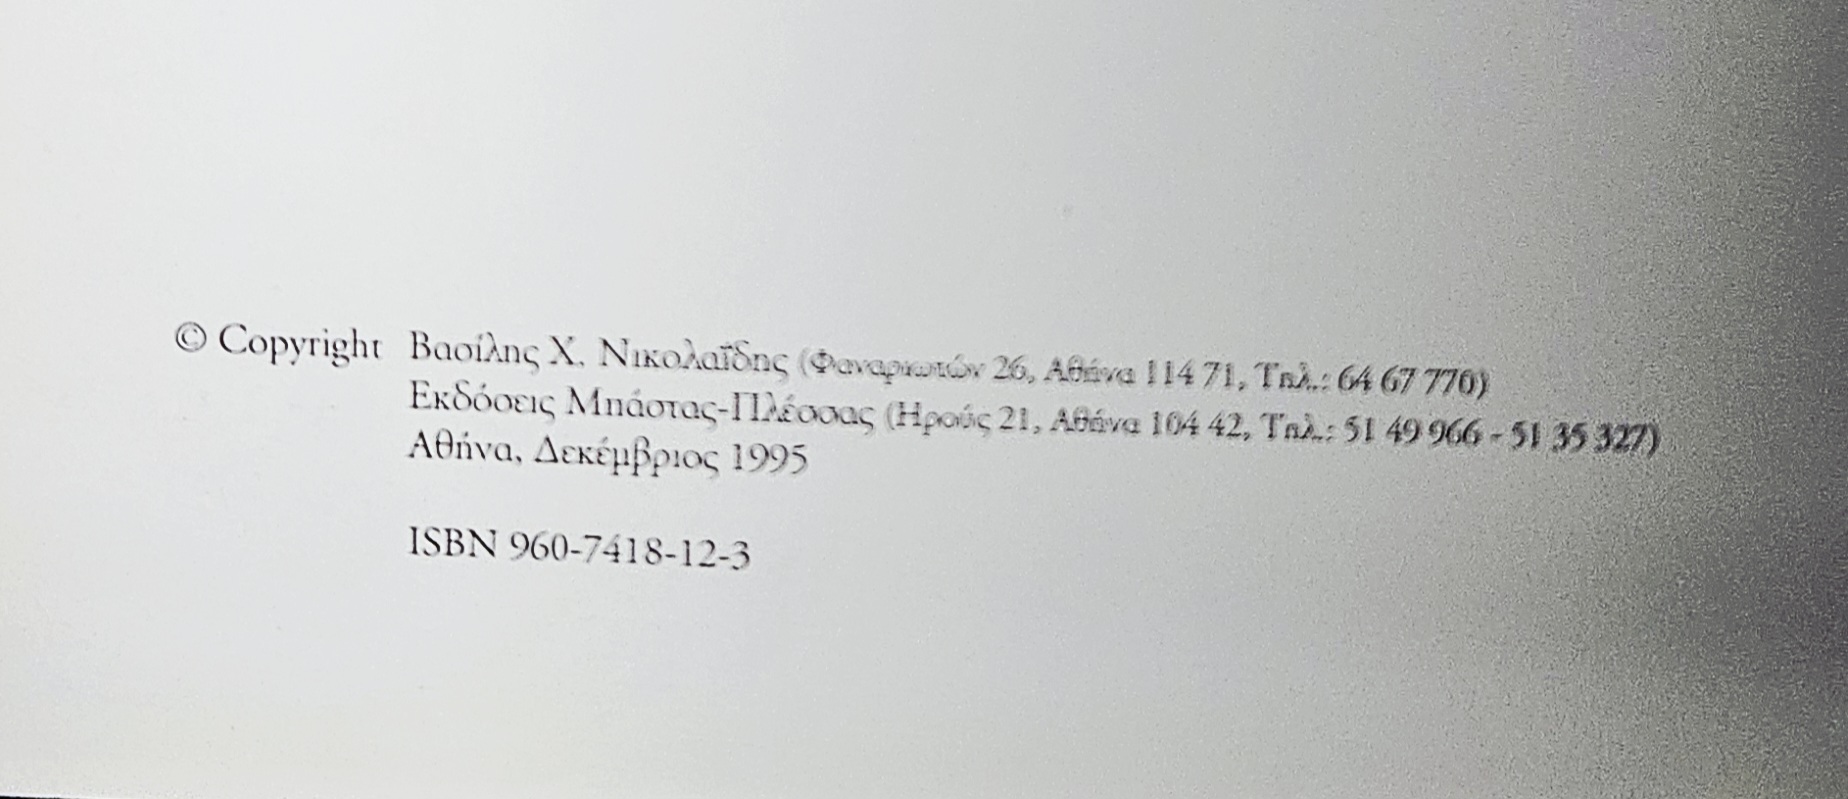 © Copyright Βασίλης Χ. Νικολαΐδης (Φαναριωτών 26, Αθήνα 114 71, Τηλ.: 64 67 770)
Εκδόσεις Μπάστας-Πλέσσας (Ηρούς 21, Αθήνα 104 42, Τηλ.: 51 49 966 - 51 35 327)
Αθήνα, Δεκέμβριος 1995
ISBN 960-7418-12-3